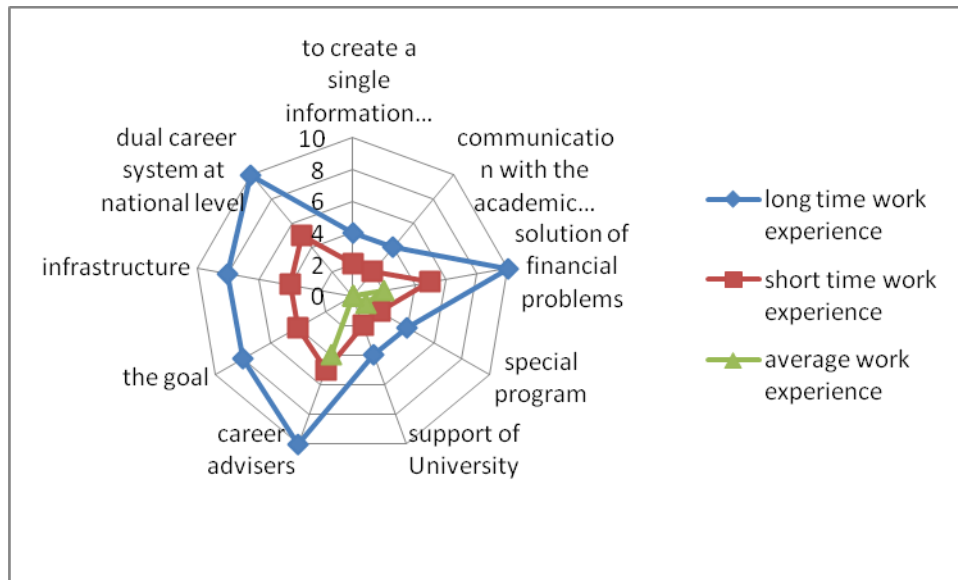 to create a
single
information...
communicatio
n with the
academic...
solution of
financial
problems
special
program
support of
University
career
advisers
the goal
infrastructure
dual career
system at
national level
10
8
6
4
2
0
long time work
experience
short time work
experience
average work
experience